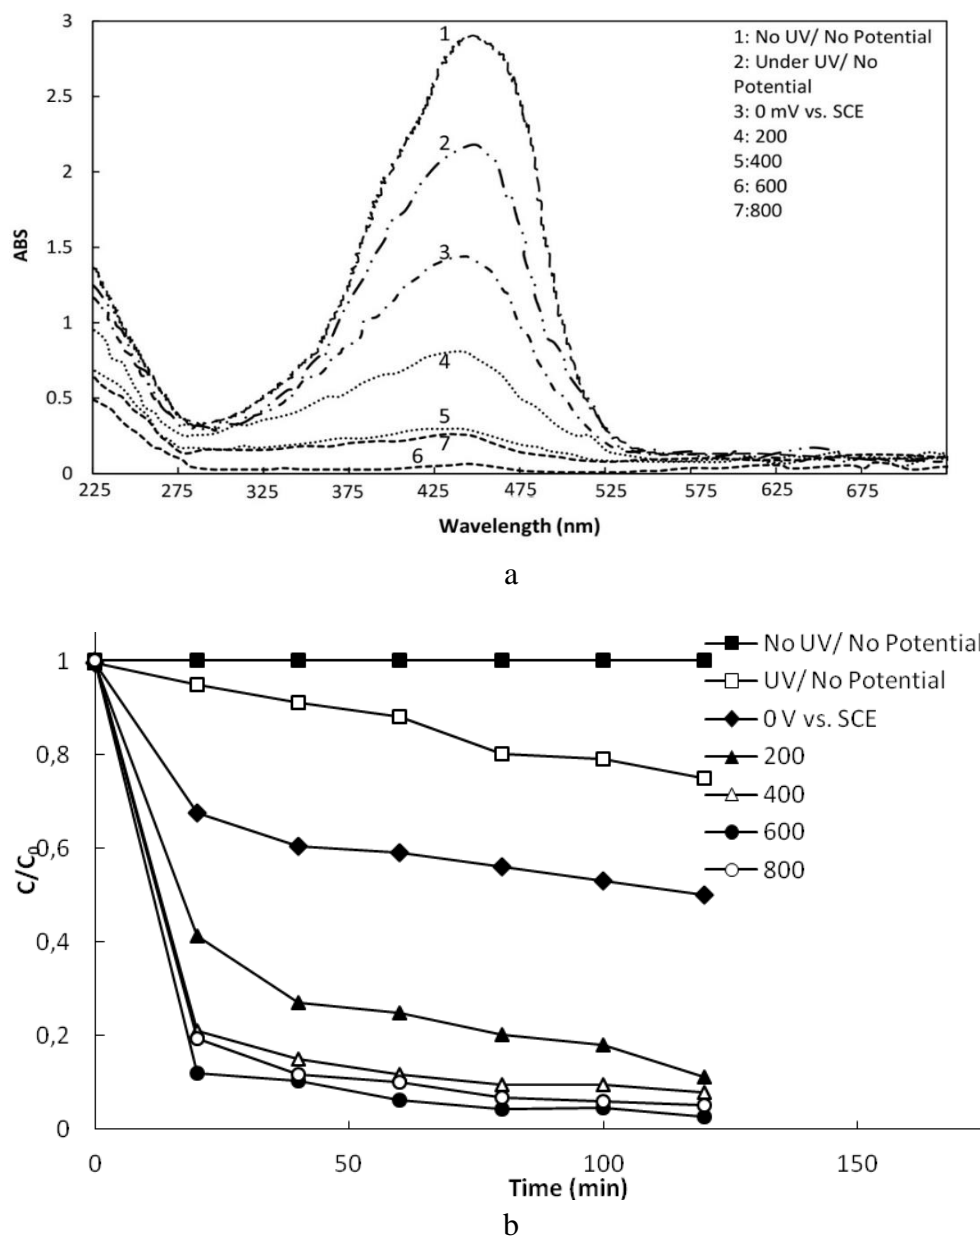 3
2.5
2
1.5
1
0.5
0
ABS
1
2
3
4
5
7
6
1: No UV/ No Potential
2: Under UV/ No
Potential
3: 0 mV vs. SCE
4: 200
5:400
6: 600
7:800
225 275 325 375 425 475 525 575 625 675
Wavelength (nm)
a
1
0,8
0,6
0,4
0,2
0
C/C0
No UV/ No Potential
UV/ No Potential
0 V vs. SCE
200
400
600
800
0 50 100 150
Time (min)
b